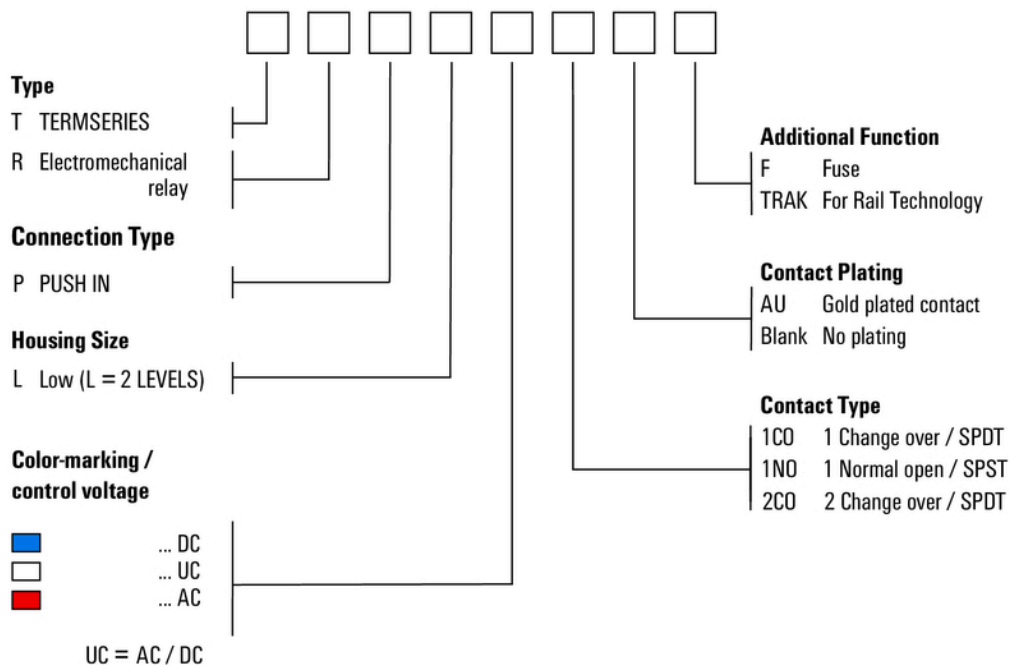 Type
T TERMSERIES
R Electromechanical
relay
Connection Type
P PUSH IN
Housing Size
L Low (L = 2 LEVELS)
Color-marking /
control voltage
... DC
... UC
... AC
UC = AC / DC
Additional Function
F Fuse
TRAK For Rail Technology
Contact Plating
AU Gold plated contact
Blank No plating
Contact Type
1CO 1 Change over / SPDT
1NO 1 Normal open / SPST
2CO 2 Change over / SPDT